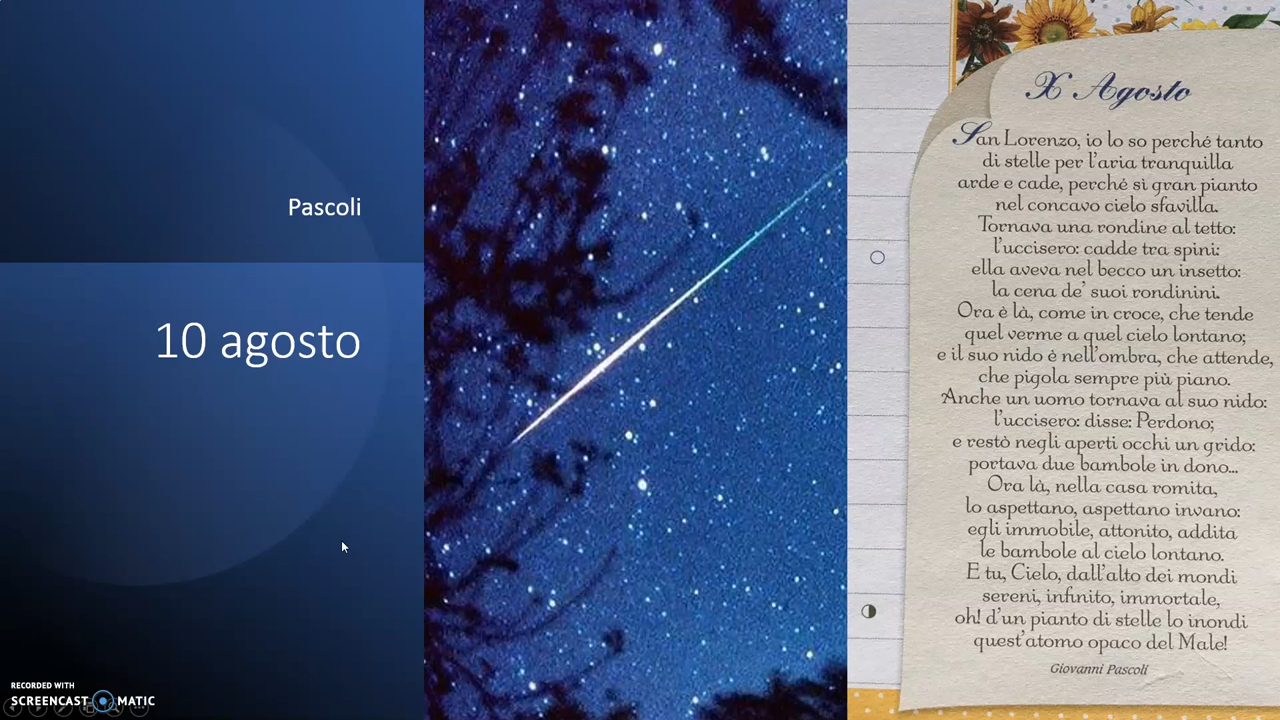 Pascoli
10 agosto
RECORDED WITH
SCREENCAST MATIC
X Agosto
San Lorenzo, io lo so perché tanto
di stelle per l'aria tranquilla
arde e cade, perché sì gran pianto
nel concavo cielo sfavilla.
Tornava una rondine al tetto:
l'uccisero: cadde tra spini:
ella aveva nel becco un insetto:
la cena de' suoi rondinini.
Ora è là, come in croce, che tende
quel verme a quel cielo lontano;
e il suo nido è nell'ombra, che attende,
che pigola sempre più piano.
Anche un uomo tornava al suo nido:
l'uccisero: disse: Perdono;
e restò negli aperti occhi un grido:
portava due bambole in dono...
Ora là, nella casa romita,
lo aspettano, aspettano invano:
egli immobile, attonito, addita
le bambole al cielo lontano.
E tu, Cielo, dall'alto dei mondi
sereni, infinito, immortale,
oh! d'un pianto di stelle lo inondi
quest'atomo opaco del Male!
Giovanni Pascoli